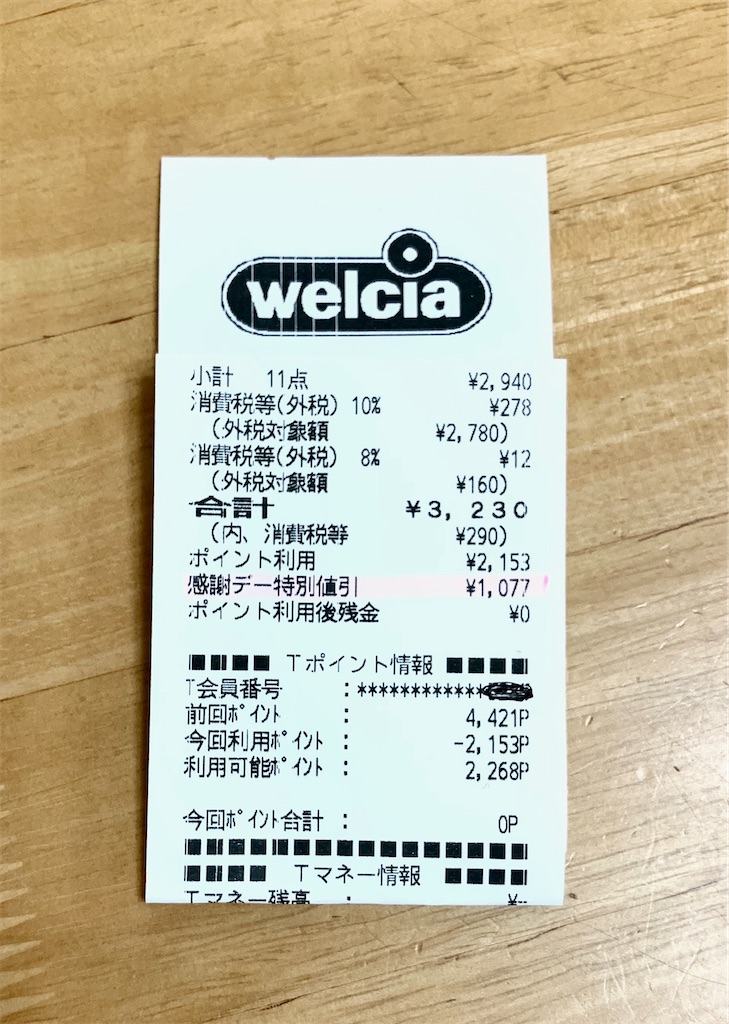 welcia
小計 11点 ¥2,940
消費税等(外税) 10% ¥278
(外税対象額 ¥2,780)
消費税等(外税) 8% ¥12
(外税対象額 ¥160)
合計 ¥3,230
(内、消費税等 ¥290)
ポイント利用 ¥2,153
感謝デー特別値引 ¥1,077
ポイント利用後残金 ¥0
■■■■ Tポイント情報 ■■■■
T会員番号 :************
前回ポイント : 4,421P
今回利用ポイント : -2,153P
利用可能ポイント : 2,268P
今回ポイント合計 : 0P
■■■■ Tマネー情報 ■■■■
Tマネー残高 : ¥--